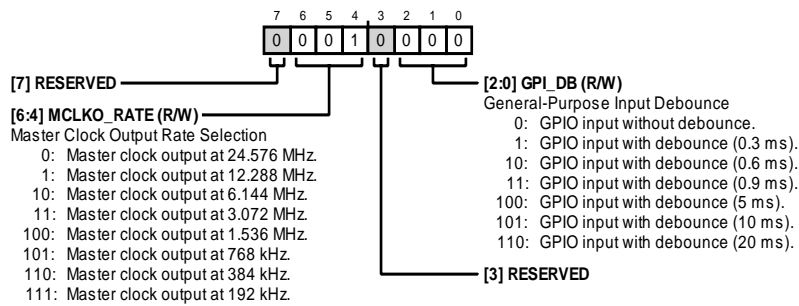 7 6 5 4 3 2 1 0
0 0 0 1 0 0 0 0
[7] RESERVED
[6:4] MCLKO_RATE (R/W)
Master Clock Output Rate Selection
0: Master clock output at 24.576 MHz.
1: Master clock output at 12.288 MHz.
10: Master clock output at 6.144 MHz.
11: Master clock output at 3.072 MHz.
100: Master clock output at 1.536 MHz.
101: Master clock output at 768 kHz.
110: Master clock output at 384 kHz.
111: Master clock output at 192 kHz.
[2:0] GPI_DB (R/W)
General-Purpose Input Debounce
0: GPIO input without debounce.
1: GPIO input with debounce (0.3 ms).
10: GPIO input with debounce (0.6 ms).
11: GPIO input with debounce (0.9 ms).
100: GPIO input with debounce (5 ms).
101: GPIO input with debounce (10 ms).
110: GPIO input with debounce (20 ms).
[3] RESERVED